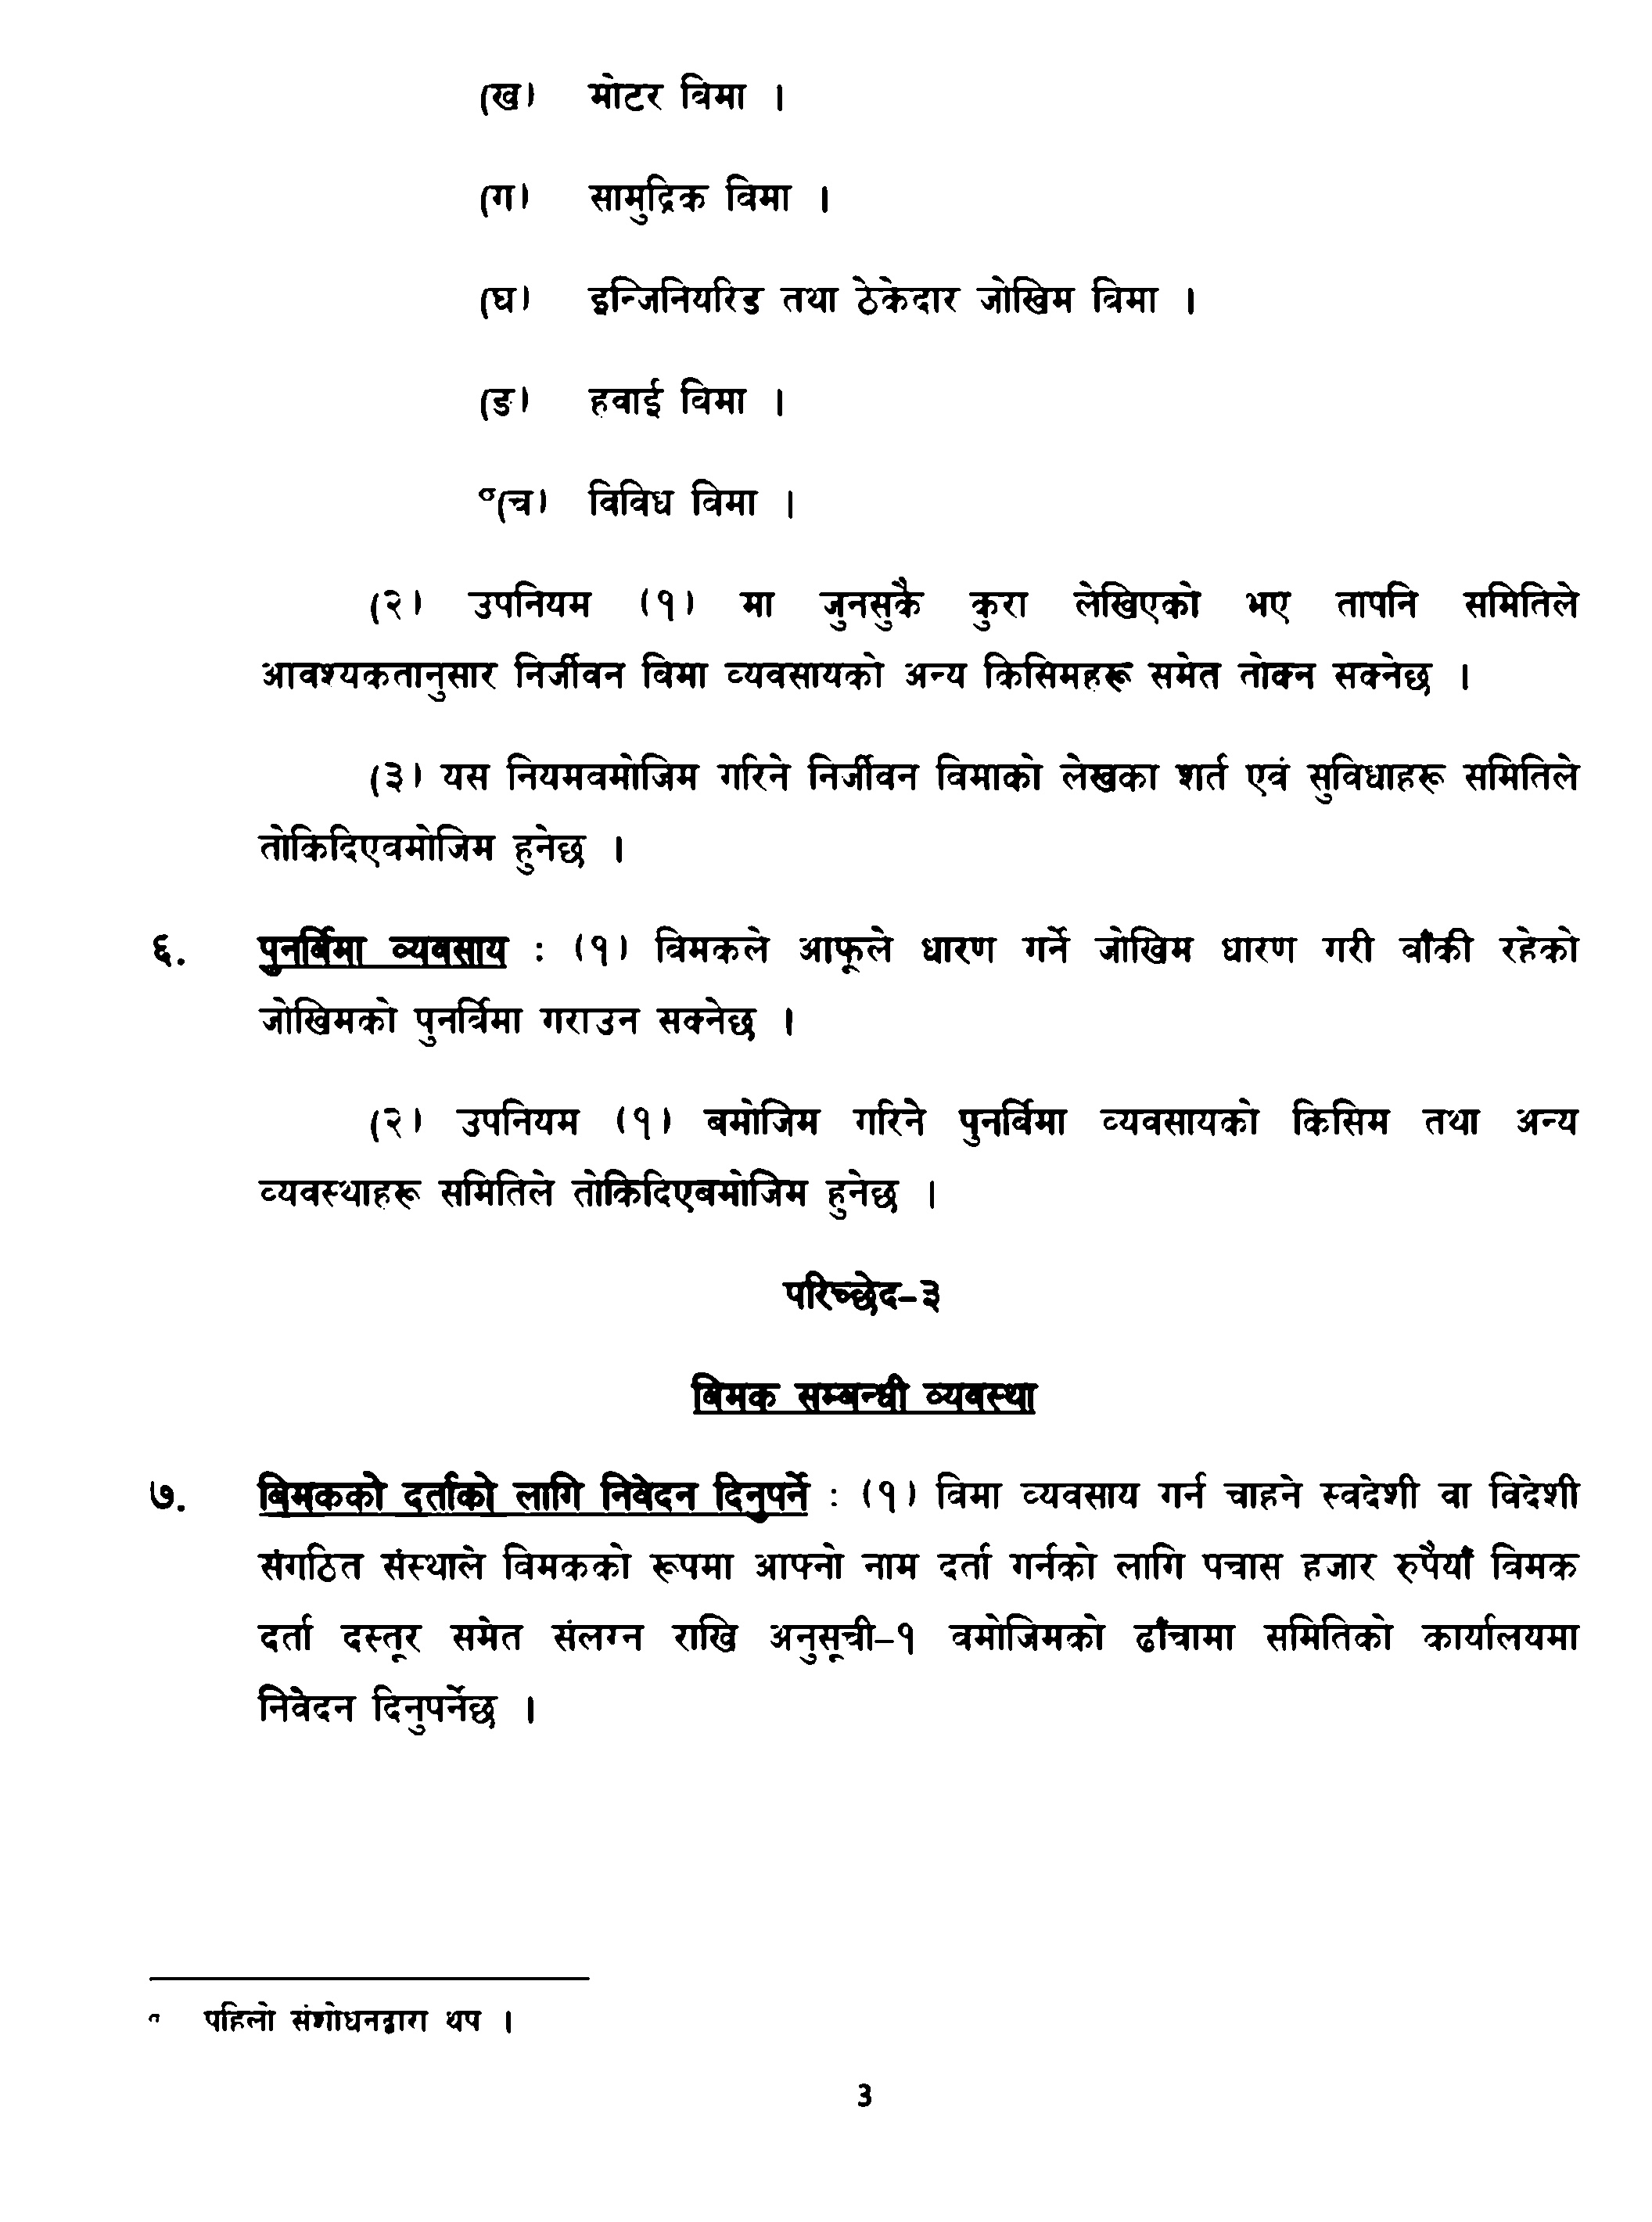 (ख) मोटर विमा ।
(ग) सामुद्रिक विमा ।
(घ) इन्जिनियरिङ तथा ठेकेदार जोखिम विमा ।
(ङ) हवाई विमा ।
ᵒ(च) विविध विमा ।
(२) उपनियम (१) मा जुनसुकै कुरा लेखिएको भए तापनि समितिले
आवश्यकतानुसार निर्जीवन विमा व्यवसायको अन्य किसिमहरू समेत तोक्न सक्नेछ ।
(३) यस नियमवमोजिम गरिने निर्जीवन विमाको लेखका शर्त एवं सुविधाहरू समितिले
तोकिदिएवमोजिम हुनेछ ।
६. पुनर्बिमा व्यवसाय : (१) विमकले आफूले धारण गर्ने जोखिम धारण गरी वाँकी रहेको
जोखिमको पुनर्विमा गराउन सक्नेछ ।
(२) उपनियम (१) बमोजिम गरिने पुनर्बिमा व्यवसायको किसिम तथा अन्य
व्यवस्थाहरू समितिले तोकिदिएबमोजिम हुनेछ ।
परिच्छेद–३
बिमक सम्बन्धी व्यवस्था
७. बिमकको दर्ताको लागि निवेदन दिनुपर्ने : (१) विमा व्यवसाय गर्न चाहने स्वदेशी वा विदेशी
संगठित संस्थाले विमकको रूपमा आफ्नो नाम दर्ता गर्नको लागि पचास हजार रुपैयाँ बिमक
दर्ता दस्तूर समेत संलग्न राखि अनुसूची–१ वमोजिमको ढाँचामा समितिको कार्यालयमा
निवेदन दिनुपर्नेछ ।
ᵒ पहिलो संशोधनद्वारा थप ।
३